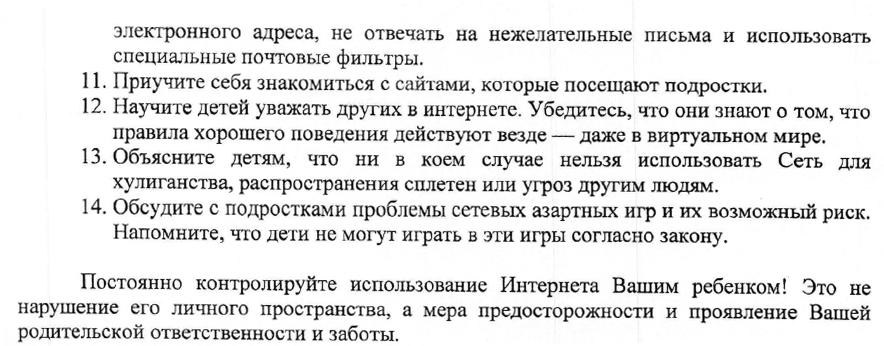 электронного адреса, не отвечать на нежелательные письма и использовать
специальные почтовые фильтры.
11. Приучите себя знакомиться с сайтами, которые посещают подростки.
12. Научите детей уважать других в интернете. Убедитесь, что они знают о том, что
правила хорошего поведения действуют везде — даже в виртуальном мире.
13. Объясните детям, что ни в коем случае нельзя использовать Сеть для
хулиганства, распространения сплетен или угроз другим людям.
14. Обсудите с подростками проблемы сетевых азартных игр и их возможный риск.
Напомните, что дети не могут играть в эти игры согласно закону.
Постоянно контролируйте использование Интернета Вашим ребенком! Это не
нарушение его личного пространства, а мера предосторожности и проявление Вашей
родительской ответственности и заботы.